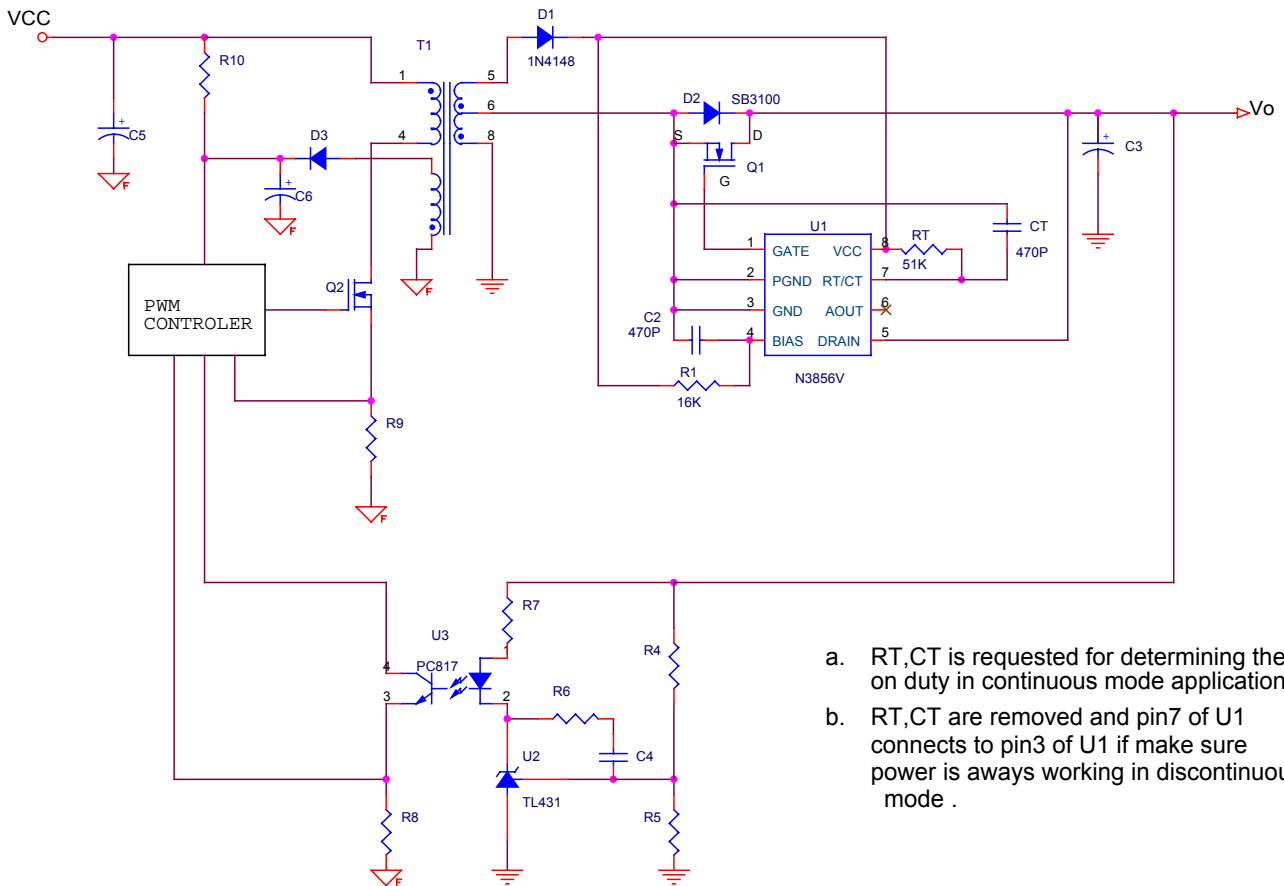 VCC
D1
T1
R10
1N4148
1
5
D2
SB3100
6
Vo
C5
D3
4
8
S
D
C3
C6
Q1
G
U1
CT
1
GATE
VCC
8
RT
470P
51K
PWM
CONTROLER
Q2
2
PGND
RT/CT
7
C2
470P
3
GND
AOUT
6
4
BIAS
DRAIN
5
R1
16K
N3856V
R9
F
F
F
F
R7
U3
PC817
4
1
R4
3
2
R6
U2
C4
TL431
R8
R5
F
a. RT,CT is requested for determining the
on duty in continuous mode application
b. RT,CT are removed and pin7 of U1
connects to pin3 of U1 if make sure
power is aways working in discontinuou
mode .